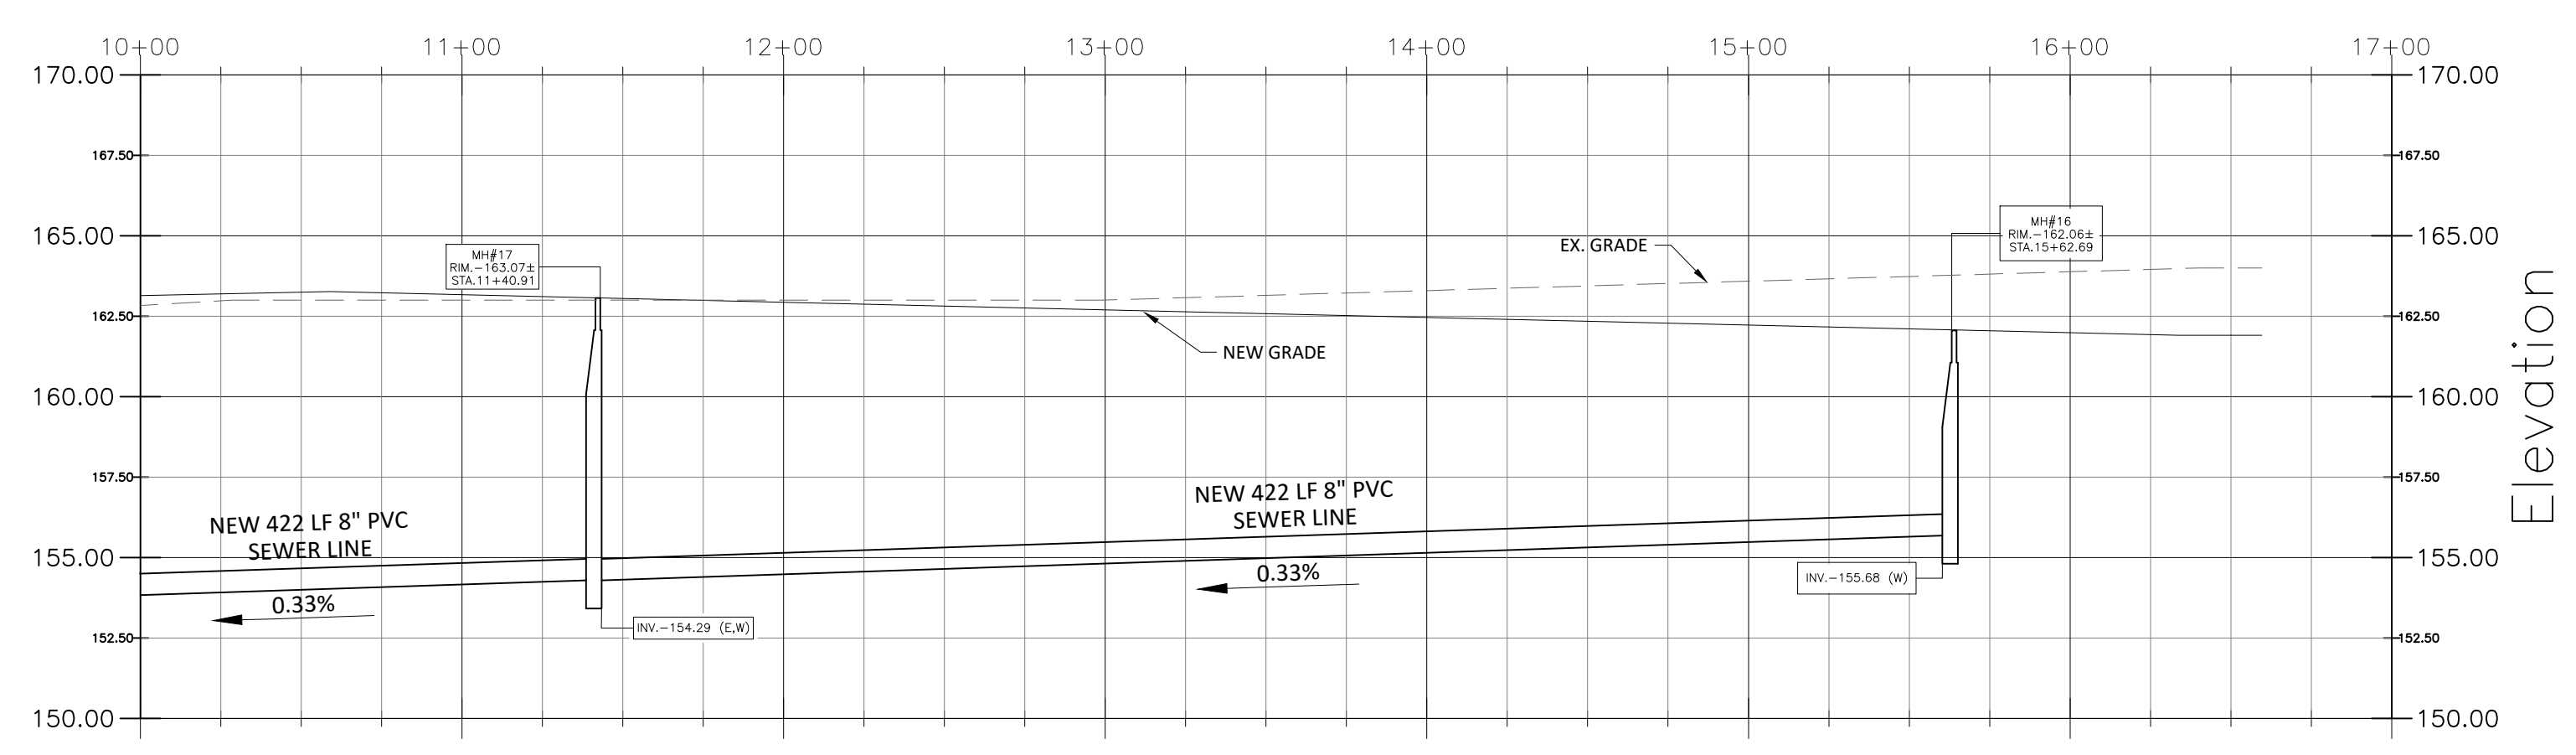 10+00 11+00 12+00 13+00 14+00 15+00 16+00 17+00
170.00 170.00
167.50 167.50
165.00 165.00
162.50 162.50
160.00 160.00
157.50 157.50
155.00 155.00
152.50 152.50
150.00 150.00
MH#17
RIM.-163.07±
STA.11+40.91
MH#16
RIM.-162.06±
STA.15+62.69
EX. GRADE
NEW GRADE
NEW 422 LF 8" PVC
SEWER LINE
0.33%
NEW 422 LF 8" PVC
SEWER LINE
0.33%
INV.-154.29 (E,W)
INV.-155.68 (W)
Elevation